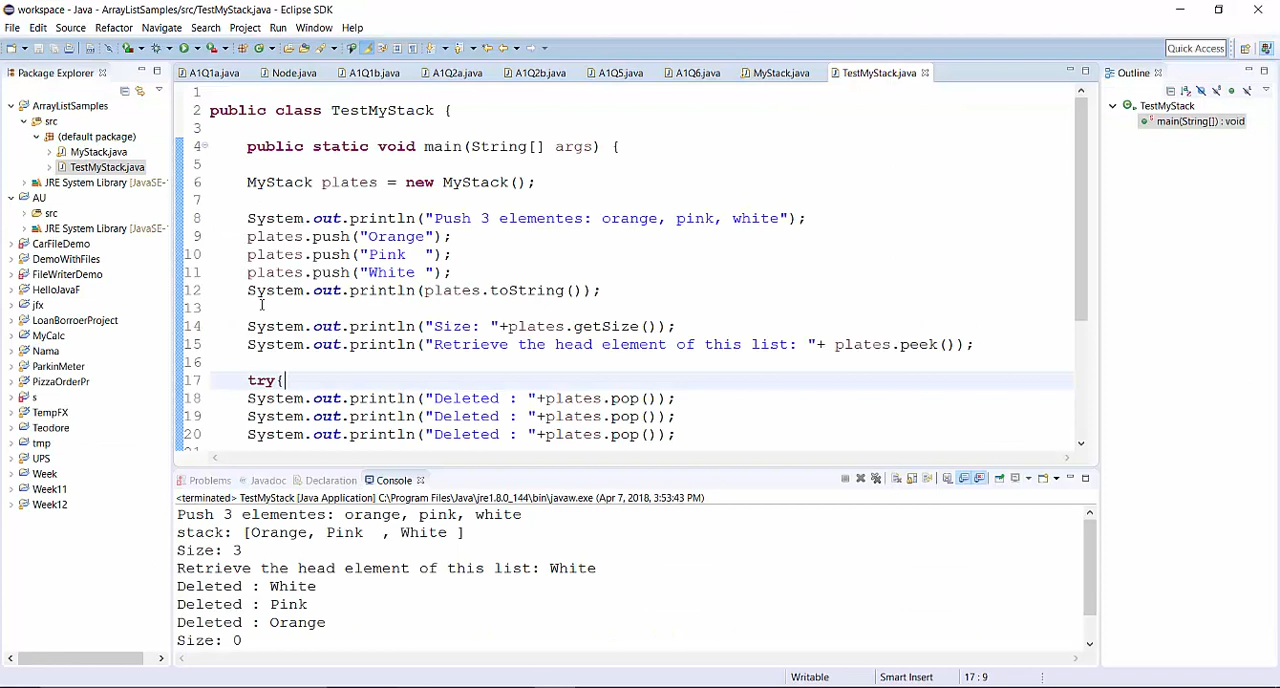 workspace - Java - ArrayListSamples/src/TestMyStack.java - Eclipse SDK
File Edit Source Refactor Navigate Search Project Run Window Help
Quick Access
Package Explorer
ArrayListSamples
src
(default package)
MyStack.java
TestMyStack.java
JRE System Library [JavaSE-
AU
src
JRE System Library [JavaSE-
CarFileDemo
DemoWithFiles
FileWriterDemo
HelloJavaF
jfx
LoanBorroerProject
MyCalc
Nama
ParkinMeter
PizzaOrderPr
s
TempFX
Teodore
tmp
UPS
Week
Week11
Week12
A1Q1a.java Node.java A1Q1b.java A1Q2a.java A1Q2b.java A1Q5.java A1Q6.java MyStack.java TestMyStack.java
1
2 public class TestMyStack {
3
4 public static void main(String[] args) {
5
6 MyStack plates = new MyStack();
7
8 System.out.println("Push 3 elementes: orange, pink, white");
9 plates.push("Orange");
10 plates.push("Pink  ");
11 plates.push("White ");
12 System.out.println(plates.toString());
13
14 System.out.println("Size: "+plates.getSize());
15 System.out.println("Retrieve the head element of this list: "+ plates.peek());
16
17 try{
18 System.out.println("Deleted : "+plates.pop());
19 System.out.println("Deleted : "+plates.pop());
20 System.out.println("Deleted : "+plates.pop());
21
Outline
TestMyStack
main(String[]) : void
Problems Javadoc Declaration Console
<terminated> TestMyStack [Java Application] C:\Program Files\Java\jre1.8.0_144\bin\javaw.exe (Apr 7, 2018, 3:53:43 PM)
Push 3 elementes: orange, pink, white
stack: [Orange, Pink  , White ]
Size: 3
Retrieve the head element of this list: White
Deleted : White
Deleted : Pink
Deleted : Orange
Size: 0
Writable Smart Insert 17 : 9